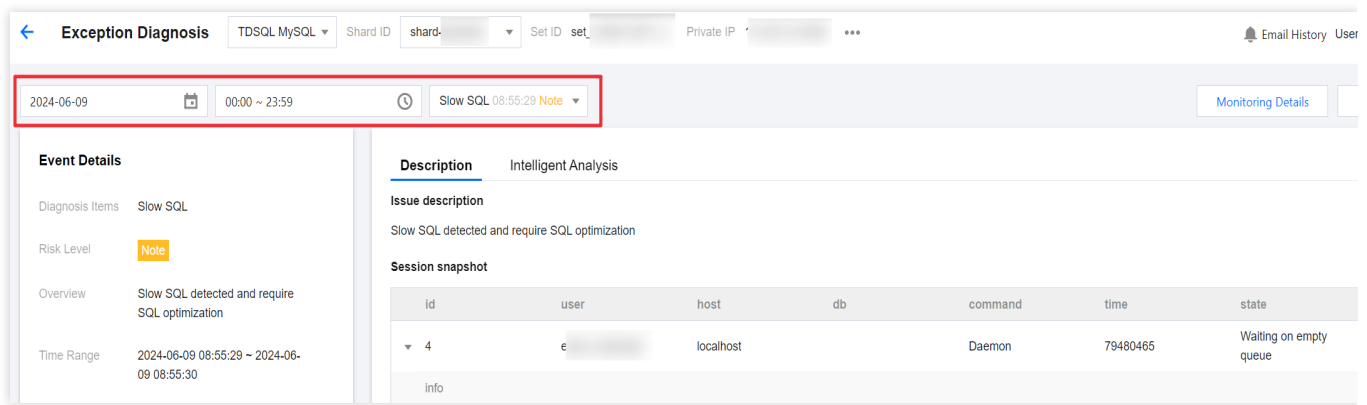 Exception Diagnosis TDSQL MySQL Shard ID shard- Set ID set_ Private IP Email History User
2024-06-09 00:00 ~ 23:59 Slow SQL 08:55:29 Note Monitoring Details
Event Details
Diagnosis Items Slow SQL
Risk Level Note
Overview Slow SQL detected and require
SQL optimization
Time Range 2024-06-09 08:55:29 ~ 2024-06-
09 08:55:30
Description Intelligent Analysis
Issue description
Slow SQL detected and require SQL optimization
Session snapshot
id user host db command time state
4 localhost Daemon 79480465 Waiting on empty
queue
info